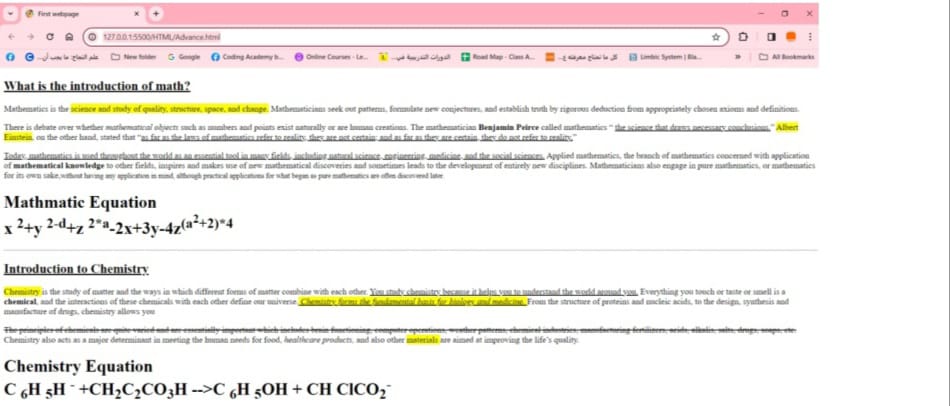 First webpage
127.0.0.1:5500/HTML/Advance.html
New folder Google Coding Academy b... Online Courses - Le... الدورات التدريبية في... Road Map - Class A... كل ما تحتاج معرفته ع... Limbic System | Bla... » All Bookmarks
What is the introduction of math?
Mathematics is the science and study of quality, structure, space, and change. Mathematicians seek out patterns, formulate new conjectures, and establish truth by rigorous deduction from appropriately chosen axioms and definitions.
There is debate over whether mathematical objects such as numbers and points exist naturally or are human creations. The mathematician Benjamin Peirce called mathematics " the science that draws necessary conclusions." Albert
Einstein, on the other hand, stated that "as far as the laws of mathematics refer to reality, they are not certain; and as far as they are certain, they do not refer to reality."
Today, mathematics is used throughout the world as an essential tool in many fields, including natural science, engineering, medicine, and the social sciences. Applied mathematics, the branch of mathematics concerned with application
of mathematical knowledge to other fields, inspires and makes use of new mathematical discoveries and sometimes leads to the development of entirely new disciplines. Mathematicians also engage in pure mathematics, or mathematics
for its own sake,without having any application in mind, although practical applications for what began as pure mathematics are often discovered later.
Mathmatic Equation
x ²+y ²⁻ᵈ+z ²*ᵃ-2x+3y-4z⁽ᵃ²⁺²⁾*4
Introduction to Chemistry
Chemistry is the study of matter and the ways in which different forms of matter combine with each other. You study chemistry because it helps you to understand the world around you. Everything you touch or taste or smell is a
chemical, and the interactions of these chemicals with each other define our universe. Chemistry forms the fundamental basis for biology and medicine. From the structure of proteins and nucleic acids, to the design, synthesis and
manufacture of drugs, chemistry allows you
The principles of chemicals are quite varied and are essentially important which includes brain functioning, computer operations, weather patterns, chemical industries, manufacturing fertilizers, acids, alkalis, salts, drugs, soaps, etc.
Chemistry also acts as a major determinant in meeting the human needs for food, healthcare products, and also other materials are aimed at improving the life's quality.
Chemistry Equation
C ₆H ₅H ⁻ +CH₂C₂CO₃H -->C ₆H ₅OH + CH CICO₂⁻